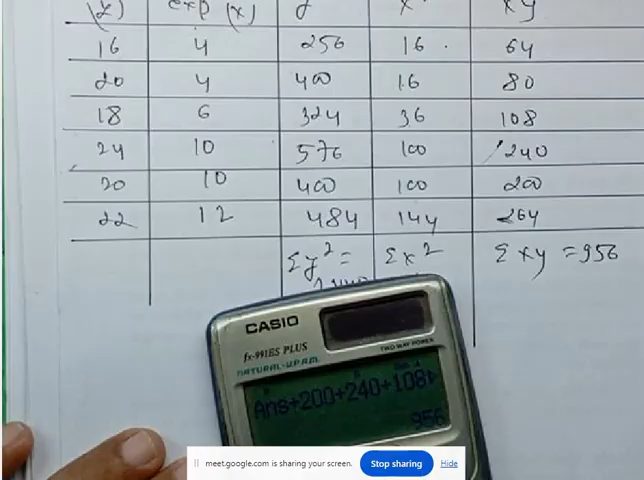 (y) exp (x) y x xy
16 4 256 16 64
20 4 400 16 80
18 6 324 36 108
24 10 576 100 240
20 10 400 100 200
22 12 484 144 264
Σy² = Σx² Σxy = 956
CASIO
fx-991ES PLUS
NATURAL-V.P.A.M.
TWO WAY POWER
Ans+200+240+108
956
meet.google.com is sharing your screen. Stop sharing Hide